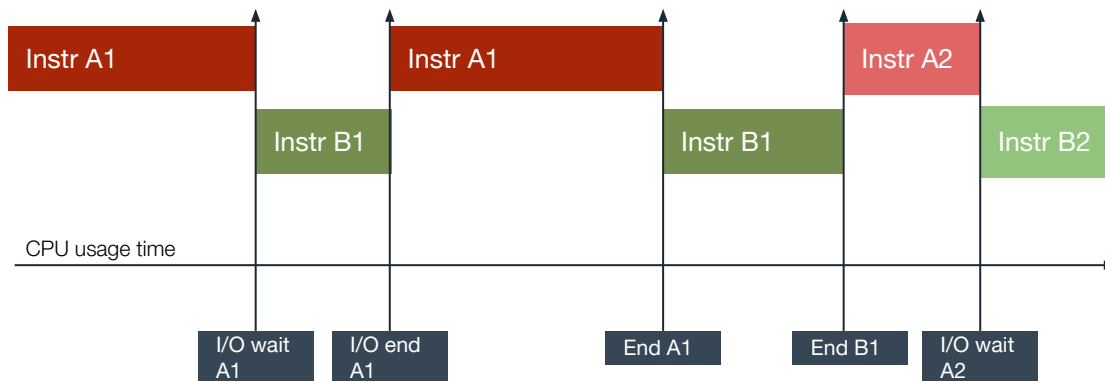 Instr A1
Instr A1
Instr A2
Instr B1
Instr B1
Instr B2
CPU usage time
I/O wait
A1
I/O end
A1
End A1
End B1
I/O wait
A2